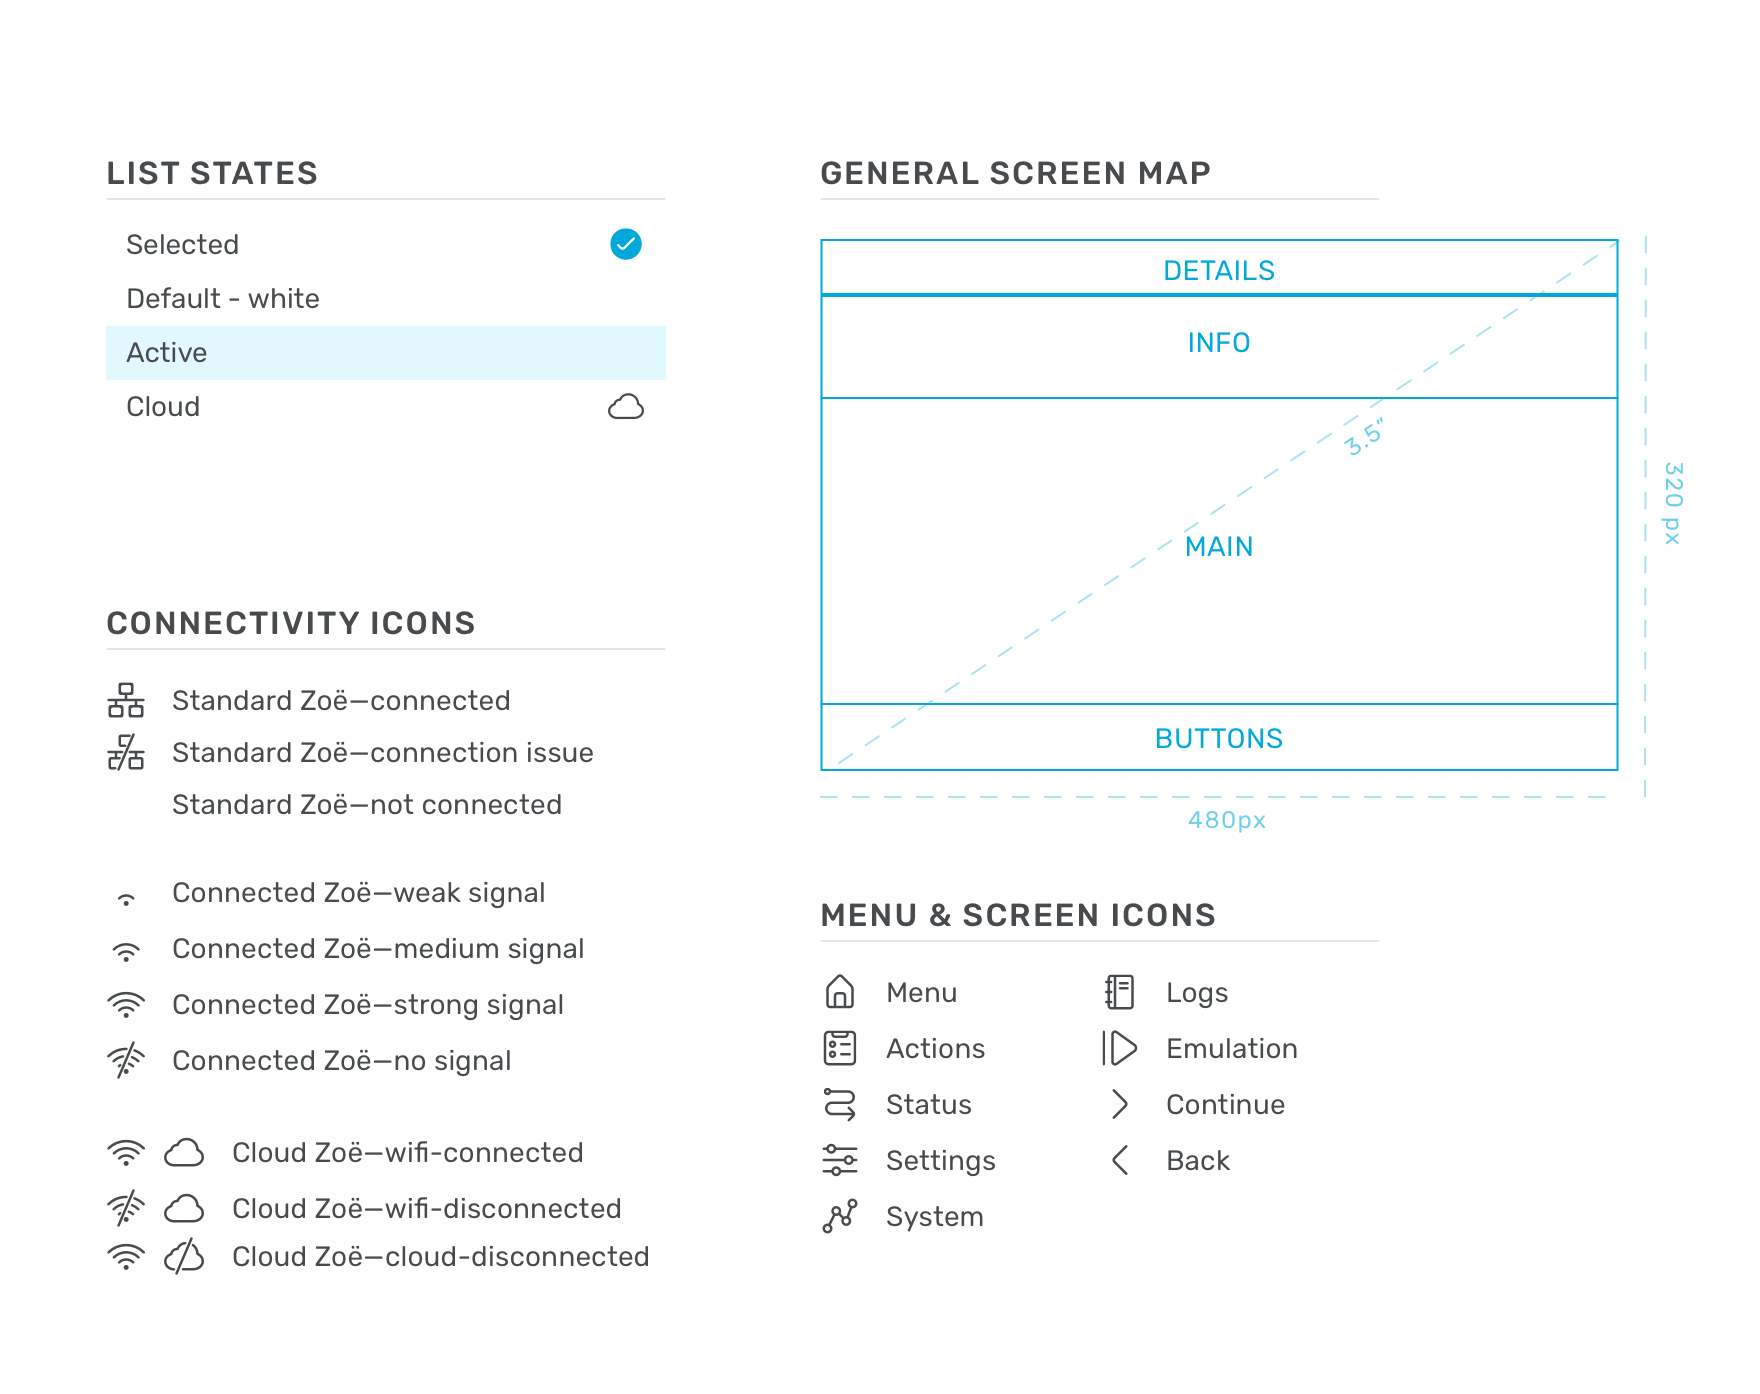 LIST STATES
Selected
Default - white
Active
Cloud
CONNECTIVITY ICONS
Standard Zoë—connected
Standard Zoë—connection issue
Standard Zoë—not connected
Connected Zoë—weak signal
Connected Zoë—medium signal
Connected Zoë—strong signal
Connected Zoë—no signal
Cloud Zoë—wifi-connected
Cloud Zoë—wifi-disconnected
Cloud Zoë—cloud-disconnected
GENERAL SCREEN MAP
DETAILS
INFO
3.5"
MAIN
BUTTONS
320 px
480px
MENU & SCREEN ICONS
Menu
Actions
Status
Settings
System
Logs
Emulation
Continue
Back